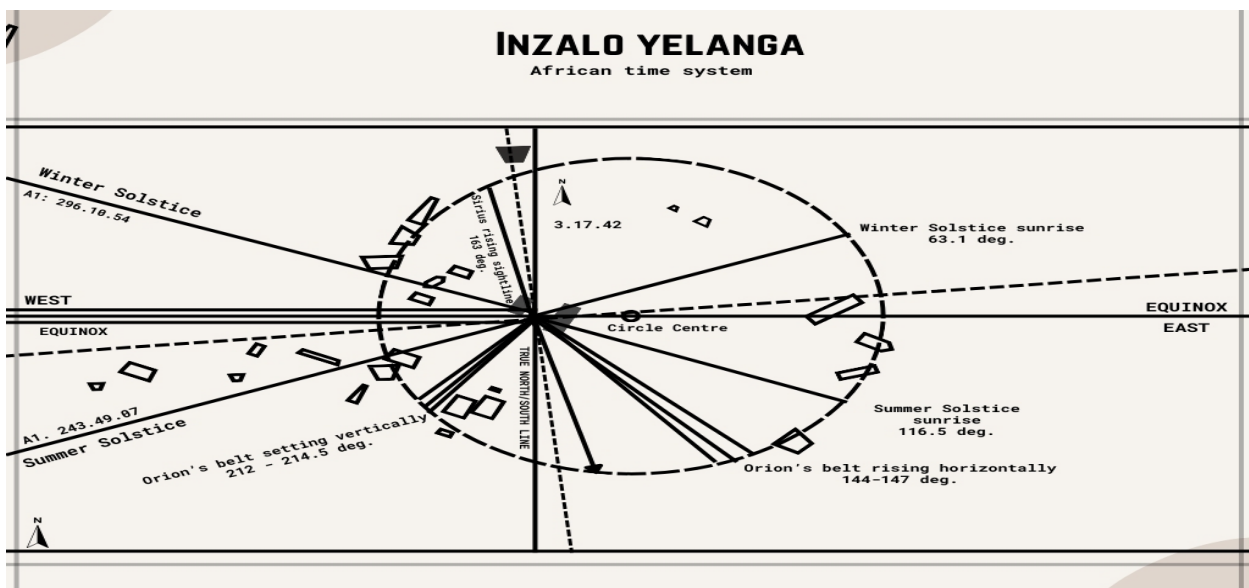 INZALO YELANGA
African time system
Winter Solstice
A1: 296.10.54
N
3.17.42
Sirius rising sightline
163 deg.
Winter Solstice sunrise
63.1 deg.
WEST
EQUINOX
EQUINOX
EAST
Circle Centre
TRUE NORTH/SOUTH LINE
A1. 243.49.07
Summer Solstice
Summer Solstice
sunrise
116.5 deg.
Orion's belt setting vertically
212 - 214.5 deg.
Orion's belt rising horizontally
144-147 deg.
N